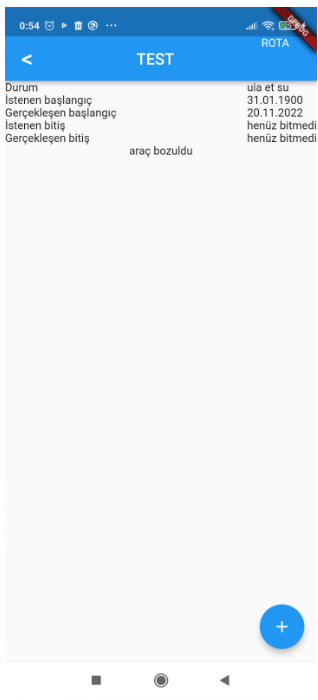 0:54
DEBUG
ROTA
< TEST
Durum uia et su
İstenen başlangıç 31.01.1900
Gerçekleşen başlangıç 20.11.2022
İstenen bitiş henüz bitmedi
Gerçekleşen bitiş henüz bitmedi
araç bozuldu
+